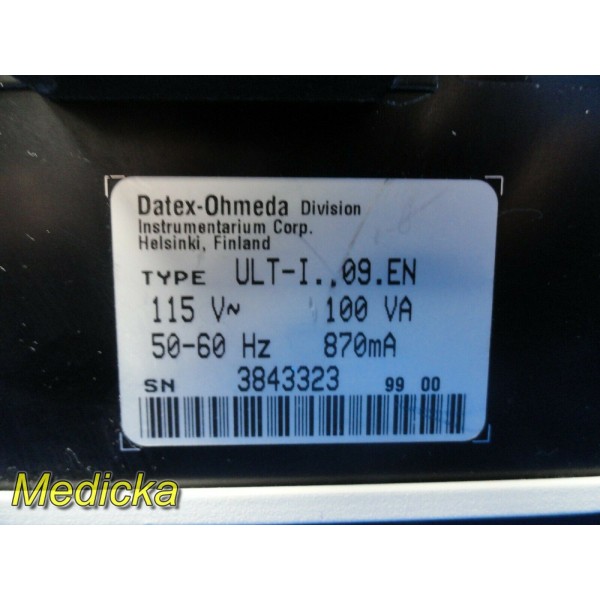 Datex-Ohmeda Division
Instrumentarium Corp.
Helsinki, Finland
TYPE ULT-I..09.EN
115 V~ 100 VA
50-60 Hz 870mA
SN 3843323 99 00
Medicka